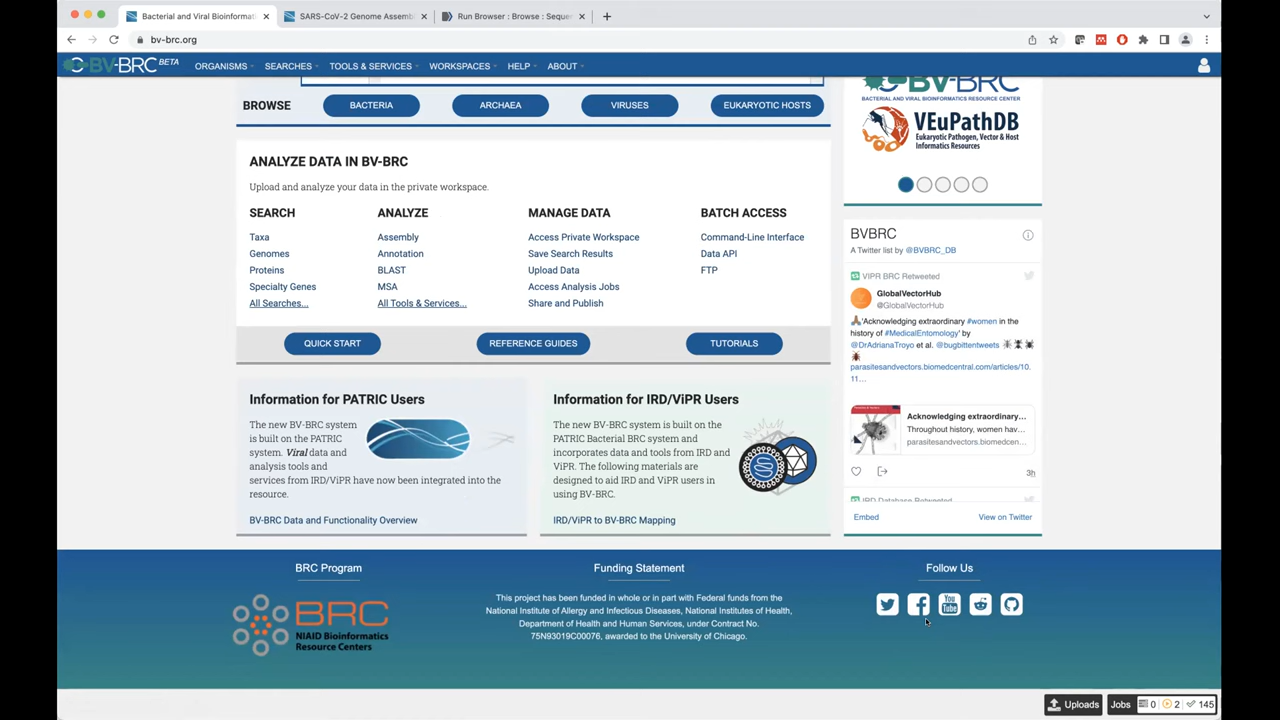 Bacterial and Viral Bioinformati
SARS-CoV-2 Genome Assemb
Run Browser : Browse : Seque
bv-brc.org
BV-BRC BETA
ORGANISMS
SEARCHES
TOOLS & SERVICES
WORKSPACES
HELP
ABOUT
BROWSE
BACTERIA
ARCHAEA
VIRUSES
EUKARYOTIC HOSTS
ANALYZE DATA IN BV-BRC
Upload and analyze your data in the private workspace.
SEARCH
Taxa
Genomes
Proteins
Specialty Genes
All Searches...
ANALYZE
Assembly
Annotation
BLAST
MSA
All Tools & Services...
MANAGE DATA
Access Private Workspace
Save Search Results
Upload Data
Access Analysis Jobs
Share and Publish
BATCH ACCESS
Command-Line Interface
Data API
FTP
QUICK START
REFERENCE GUIDES
TUTORIALS
Information for PATRIC Users
The new BV-BRC system
is built on the PATRIC
system. Viral data and
analysis tools and
services from IRD/ViPR have now been integrated into the
resource.
BV-BRC Data and Functionality Overview
Information for IRD/ViPR Users
The new BV-BRC system is built on the
PATRIC Bacterial BRC system and
incorporates data and tools from IRD and
ViPR. The following materials are
designed to aid IRD and ViPR users in
using BV-BRC.
IRD/ViPR to BV-BRC Mapping
BV-BRC
BACTERIAL AND VIRAL BIOINFORMATICS RESOURCE CENTER
VEuPathDB
Eukaryotic Pathogen, Vector & Host
Informatics Resources
BVBRC
A Twitter list by @BVBRC_DB
VIPR BRC Retweeted
GlobalVectorHub
@GlobalVectorHub
'Acknowledging extraordinary #women in the
history of #MedicalEntomology' by
@DrAdrianaTroyo et al. @bugbittentweets
parasitesandvectors.biomedcentral.com/articles/10.
11…
Acknowledging extraordinary…
Throughout history, women hav…
parasitesandvectors.biomedcen…
3h
IRD Database Retweeted
Embed
View on Twitter
BRC Program
BRC
NIAID Bioinformatics
Resource Centers
Funding Statement
This project has been funded in whole or in part with Federal funds from the
National Institute of Allergy and Infectious Diseases, National Institutes of Health,
Department of Health and Human Services, under Contract No.
75N93019C00076, awarded to the University of Chicago.
Follow Us
You
Tube
Uploads
Jobs
0
2
145